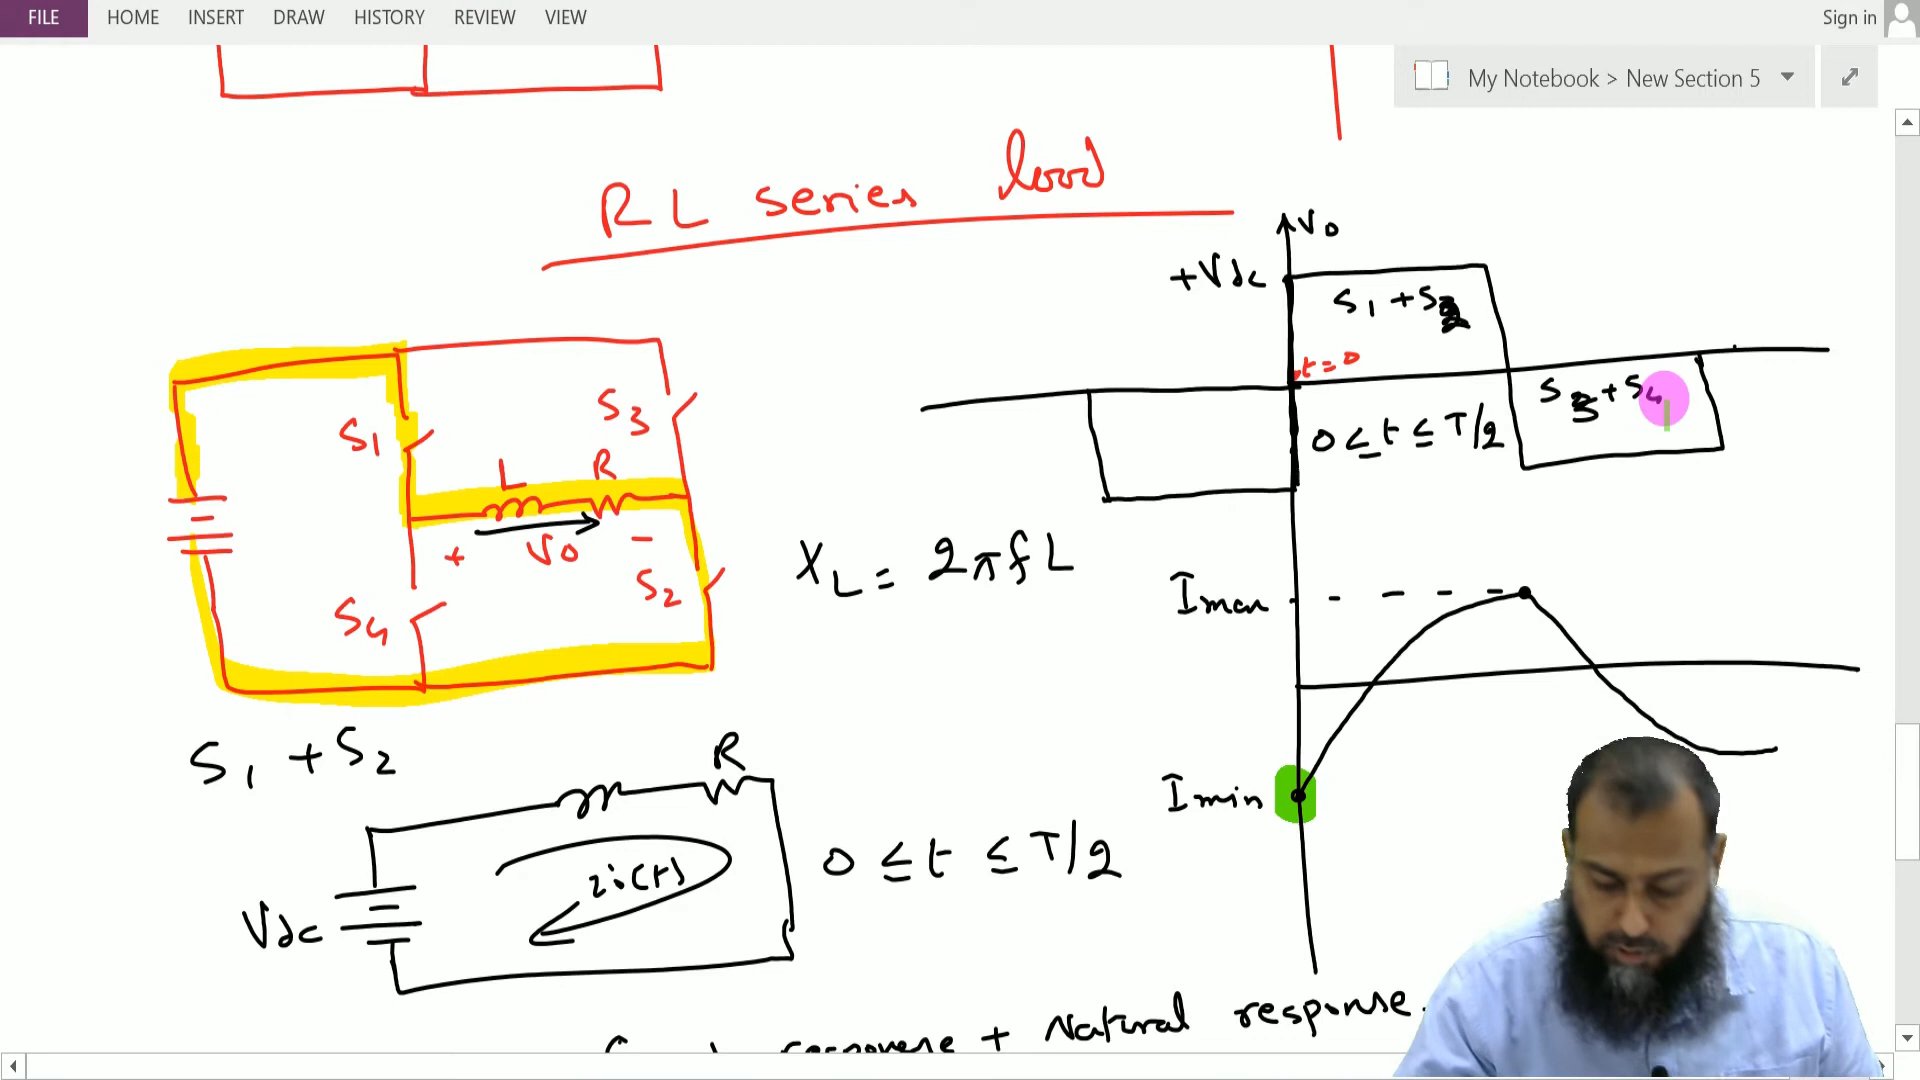 FILE HOME INSERT DRAW HISTORY REVIEW VIEW Sign in
My Notebook > New Section 5
RL series load
V0
+Vdc
S1 +S2
t=0
S3+S4
0 ≤ t ≤ T/2
S1
S3
L R
+ V0 -
S4
S2
XL = 2πfL
Imax
Imin
S1 +S2
R
i(t)
Vdc
0 ≤ t ≤ T/2
response + Natural response.